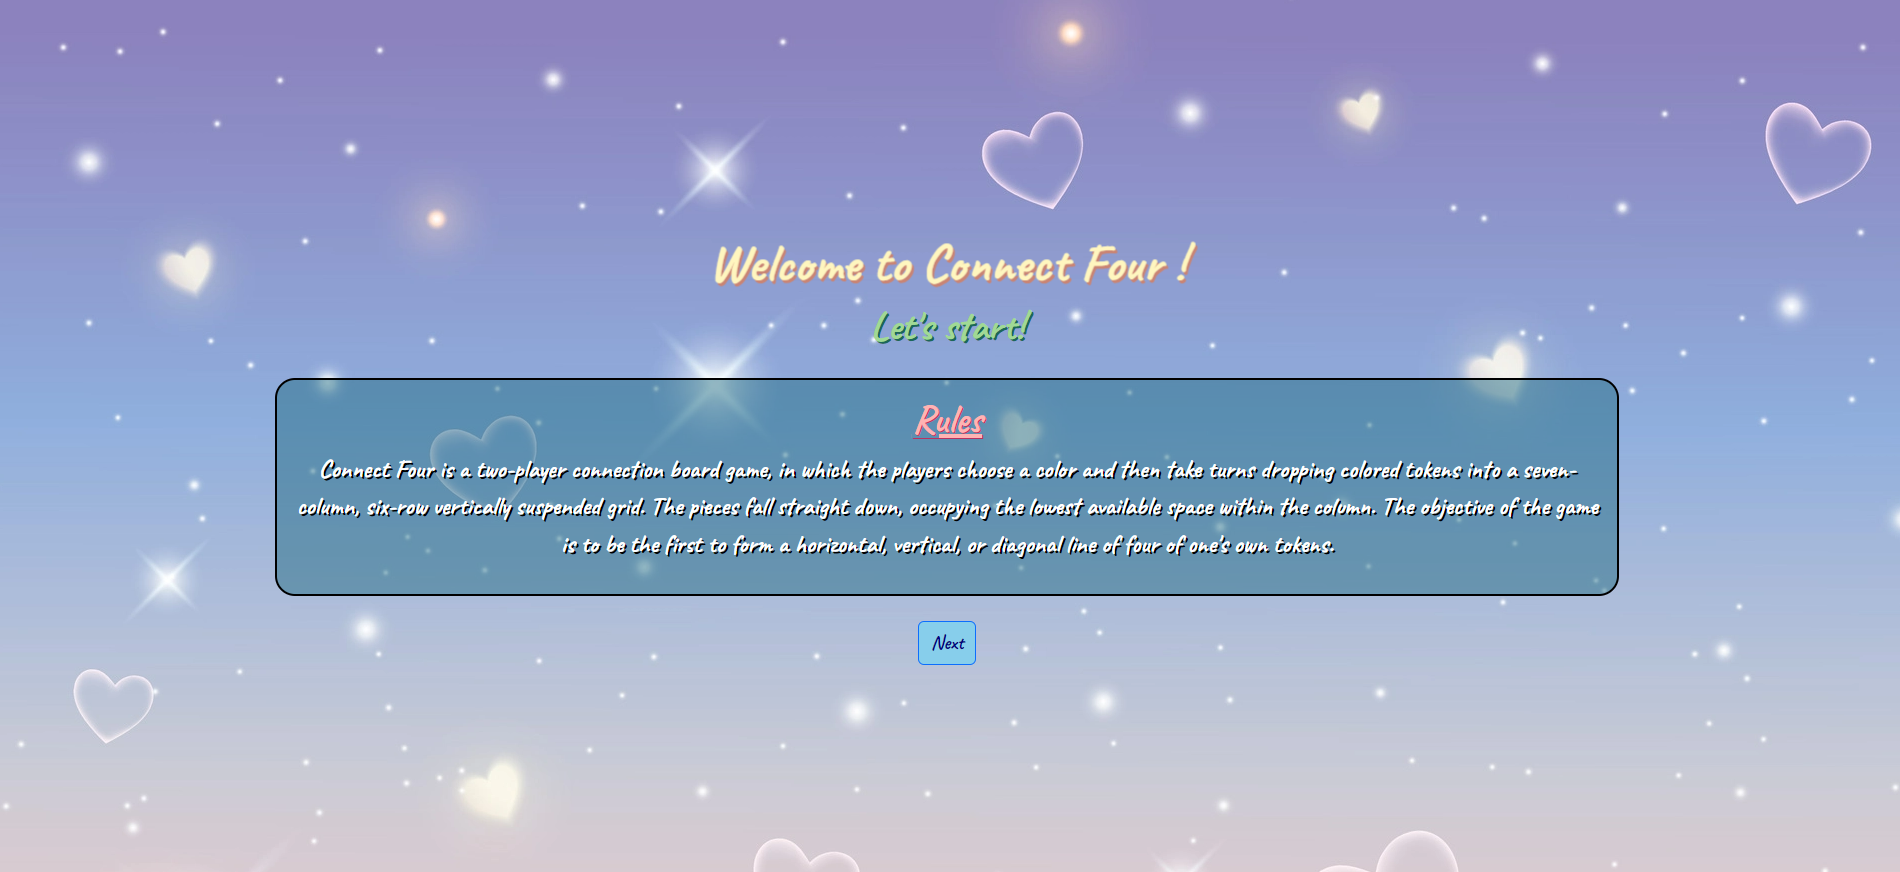 Welcome to Connect Four !
Let's start!
Rules
Connect Four is a two-player connection board game, in which the players choose a color and then take turns dropping colored tokens into a seven-
column, six-row vertically suspended grid. The pieces fall straight down, occupying the lowest available space within the column. The objective of the game
is to be the first to form a horizontal, vertical, or diagonal line of four of one's own tokens.
Next